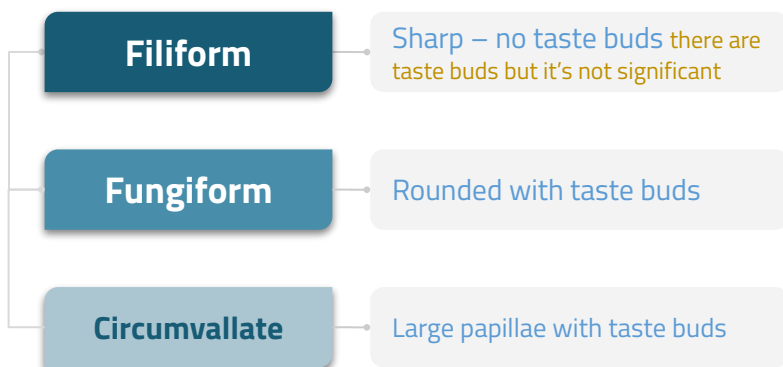 Filiform
Sharp – no taste buds there are
taste buds but it's not significant
Fungiform
Rounded with taste buds
Circumvallate
Large papillae with taste buds